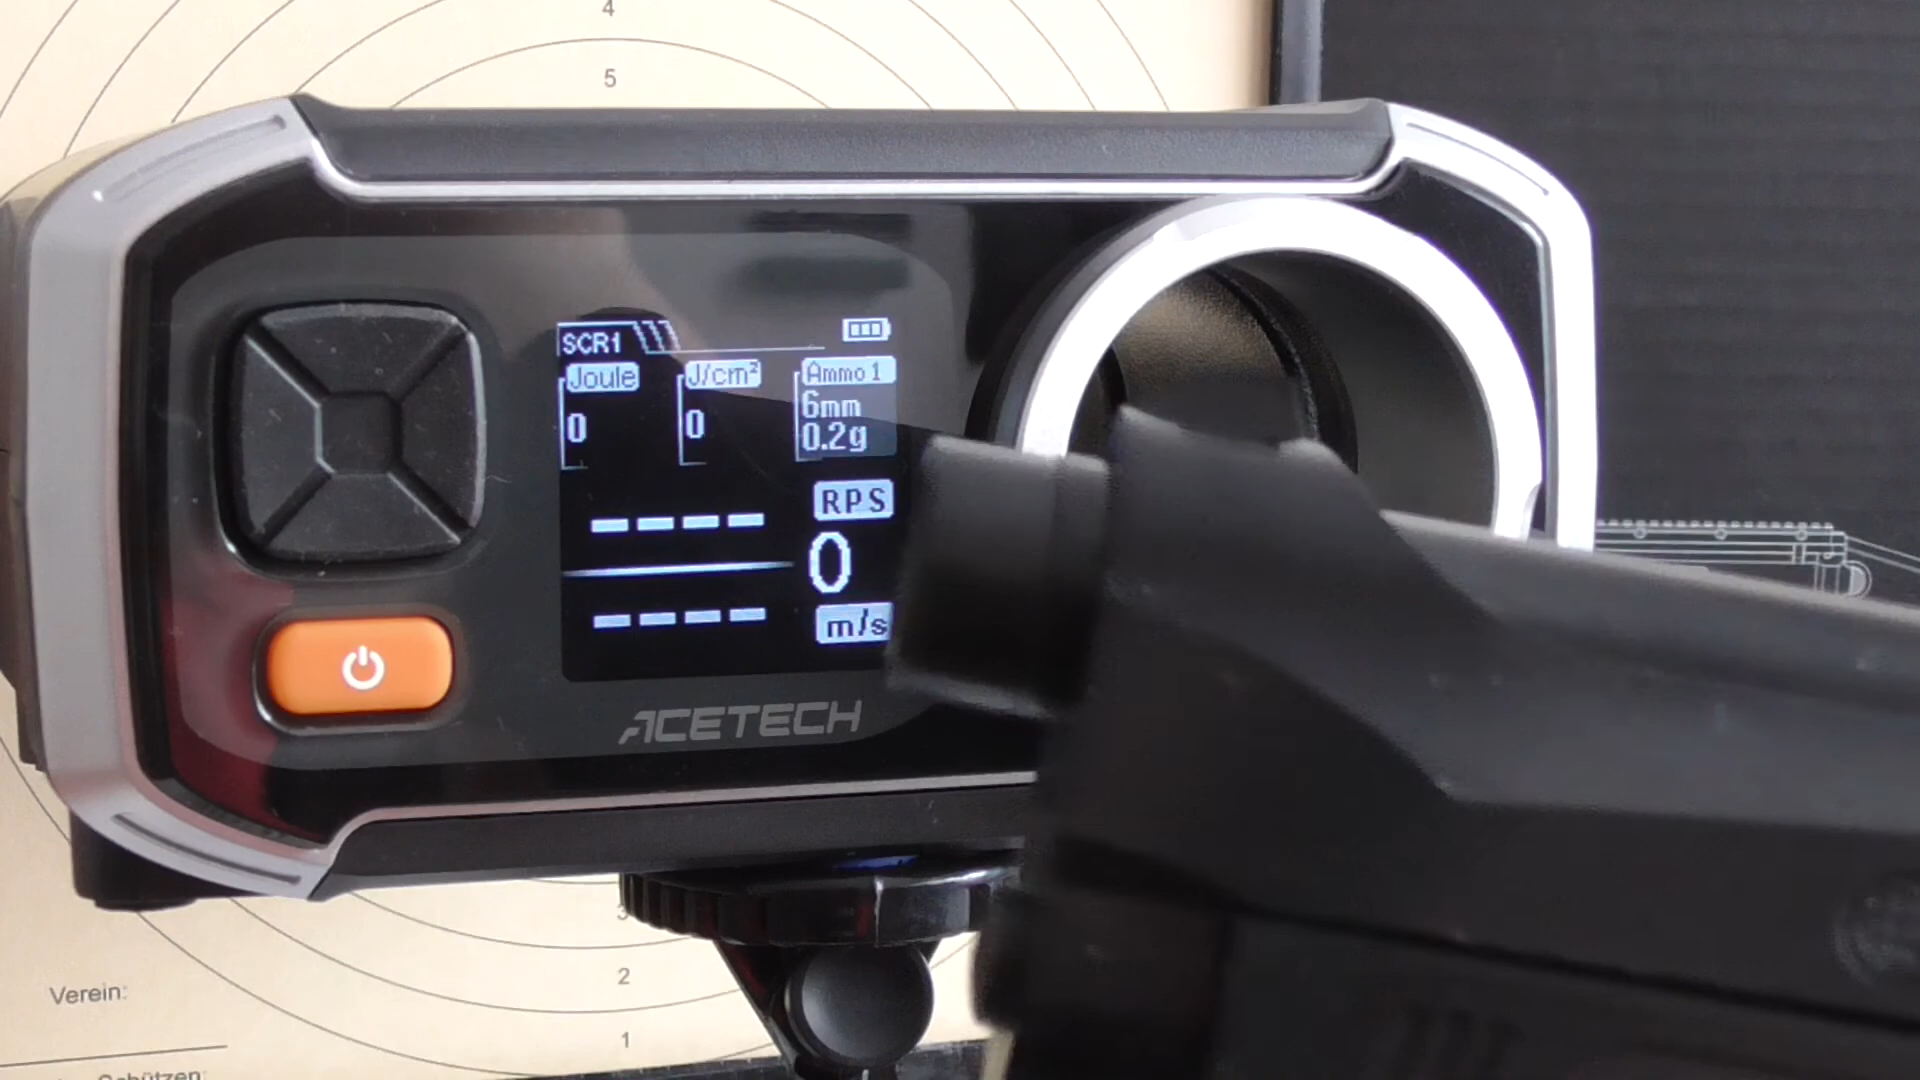 4
5
SCR1
Joule
J/cm²
Ammo 1
0
0
6mm
0.2g
RPS
----
0
----
m/s
ACETECH
3
2
Verein:
1
Schützen: